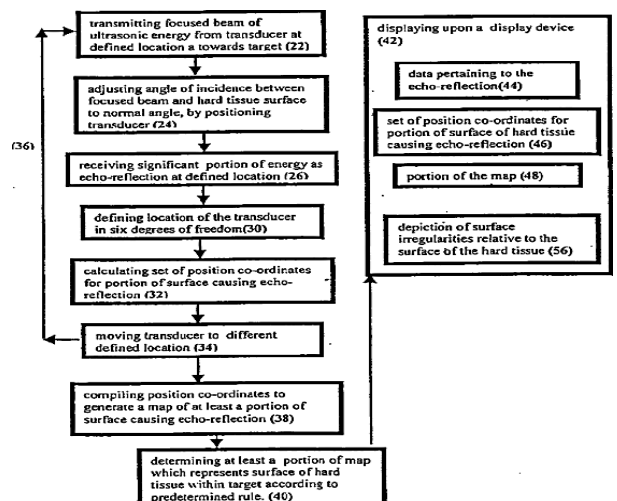 transmitting focused beam of
ultrasonic energy from transducer at
defined location a towards target (22)
adjusting angle of incidence between
focused beam and hard tissue surface
to normal angle, by positioning
transducer (24)
(36)
receiving significant portion of energy as
echo-reflection at defined location (26)
defining location of the transducer
in six degrees of freedom(30)
calculating set of position co-ordinates
for portion of surface causing echo-
reflection (32)
moving transducer to different
defined location (34)
compiling position co-ordinates to
generate a map of at least a portion of
surface causing echo-reflection (38)
determining at least a portion of map
which represents surface of hard
tissue within target according to
predetermined rule. (40)
displaying upon a display device
(42)
data pertaining to the
echo-reflection(44)
set of position co-ordinates for
portion of surface of hard tissue
causing echo-reflection (46)
portion of the map (48)
depiction of surface
irregularities relative to the
surface of the hard tissue (56)